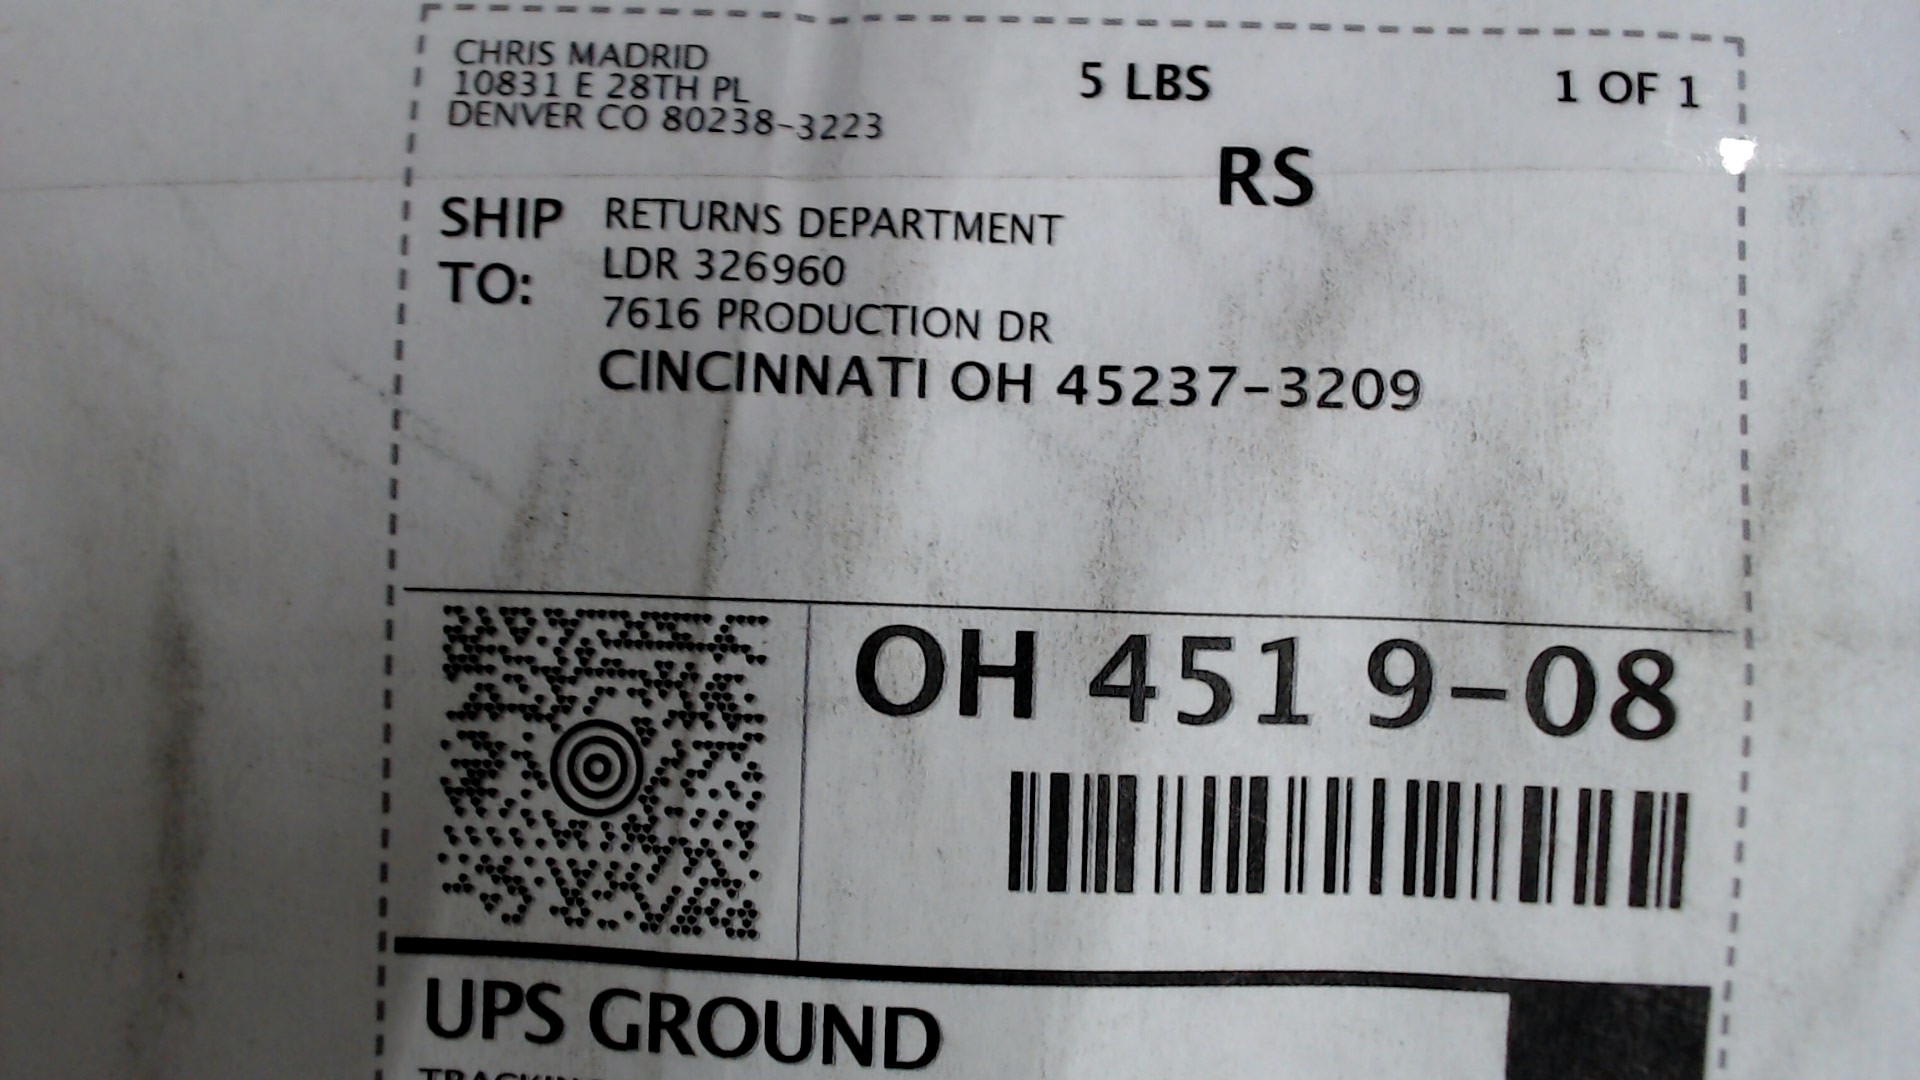 CHRIS MADRID
10831 E 28TH PL
DENVER CO 80238-3223
5 LBS
1 OF 1
RS
SHIP TO:
RETURNS DEPARTMENT
LDR 326960
7616 PRODUCTION DR
CINCINNATI OH 45237-3209
OH 451 9-08
UPS GROUND